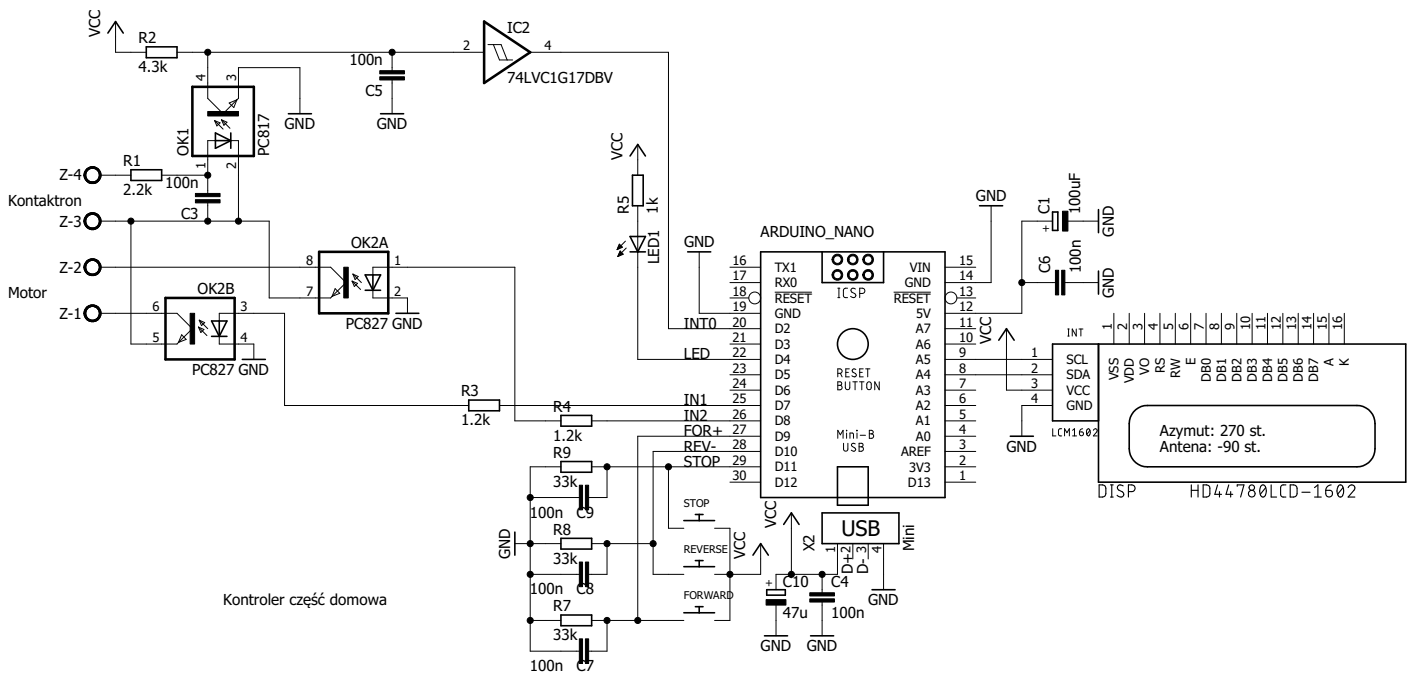 VCC
R2
4.3k
4
3
OK1
PC817
1
2
GND
100n
C5
GND
2
IC2
4
74LVC1G17DBV
Z-4
R1
2.2k
100n
C3
Kontaktron
Z-3
Z-2
Motor
Z-1
OK2A
8
7
1
2
PC827
GND
OK2B
6
5
3
4
PC827
GND
VCC
R5
1k
LED1
GND
ARDUINO_NANO
ICSP
RESET
BUTTON
Mini-B
USB
16 TX1
17 RX0
18 RESET
19 GND
INT0 20 D2
21 D3
LED 22 D4
23 D5
24 D6
IN1 25 D7
IN2 26 D8
FOR+ 27 D9
REV- 28 D10
STOP 29 D11
30 D12
VIN 15
GND 14
RESET 13
5V 12
A7 11
A6 10
A5 9
A4 8
A3 7
A2 6
A1 5
A0 4
AREF 3
3V3 2
D13 1
GND
C1
100uF
+
GND
C6
100n
GND
VCC
GND
INT
1 SCL
2 SDA
3 VCC
4 GND
LCM1602
1 2 3 4 5 6 7 8 9 10 11 12 13 14 15 16
VSS VDD VO RS RW E DB0 DB1 DB2 DB3 DB4 DB5 DB6 DB7 A K
Azymut: 270 st.
Antena: -90 st.
DISP HD44780LCD-1602
R3
1.2k
R4
1.2k
R9
33k
100n C9
R8
33k
100n C8
R7
33k
100n C7
GND
STOP
REVERSE
FORWARD
VCC
VCC
X2
USB
Mini
1
D+2
D-3
4
+
C10
47u
GND
C4
100n
GND
GND
Kontroler część domowa